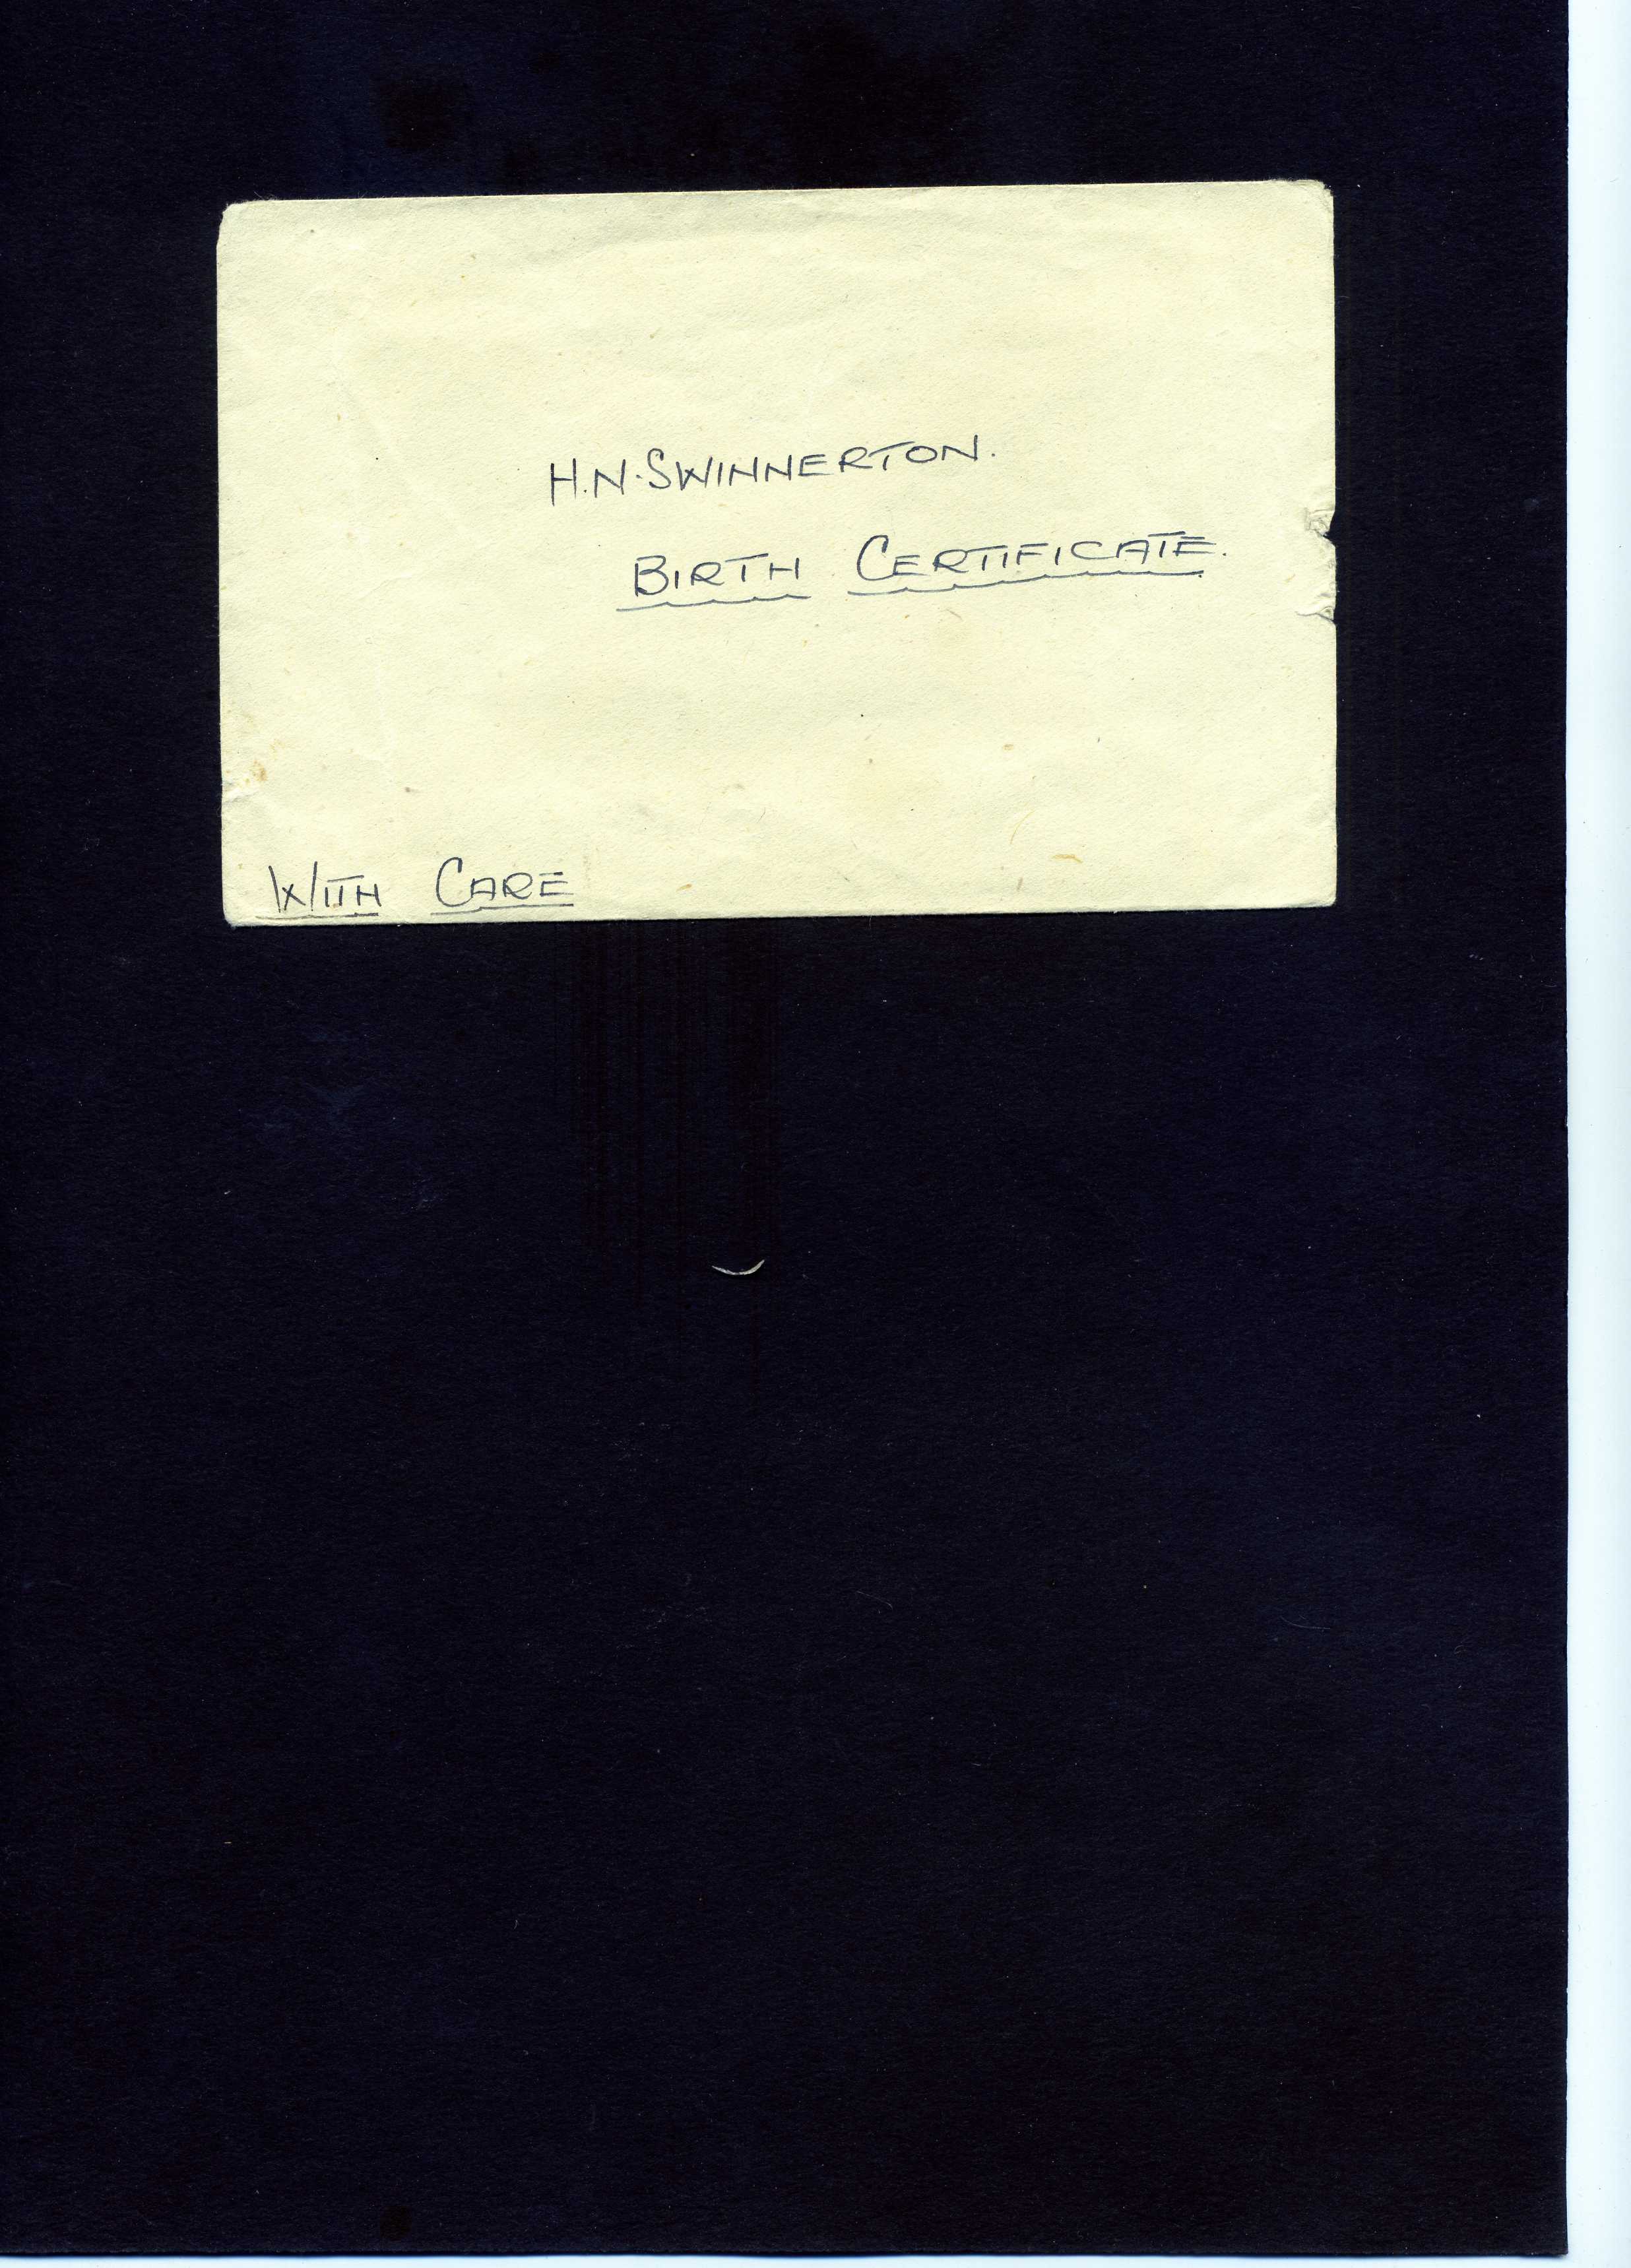 H.N.SWINNERTON.
BIRTH CERTIFICATE.
WITH CARE